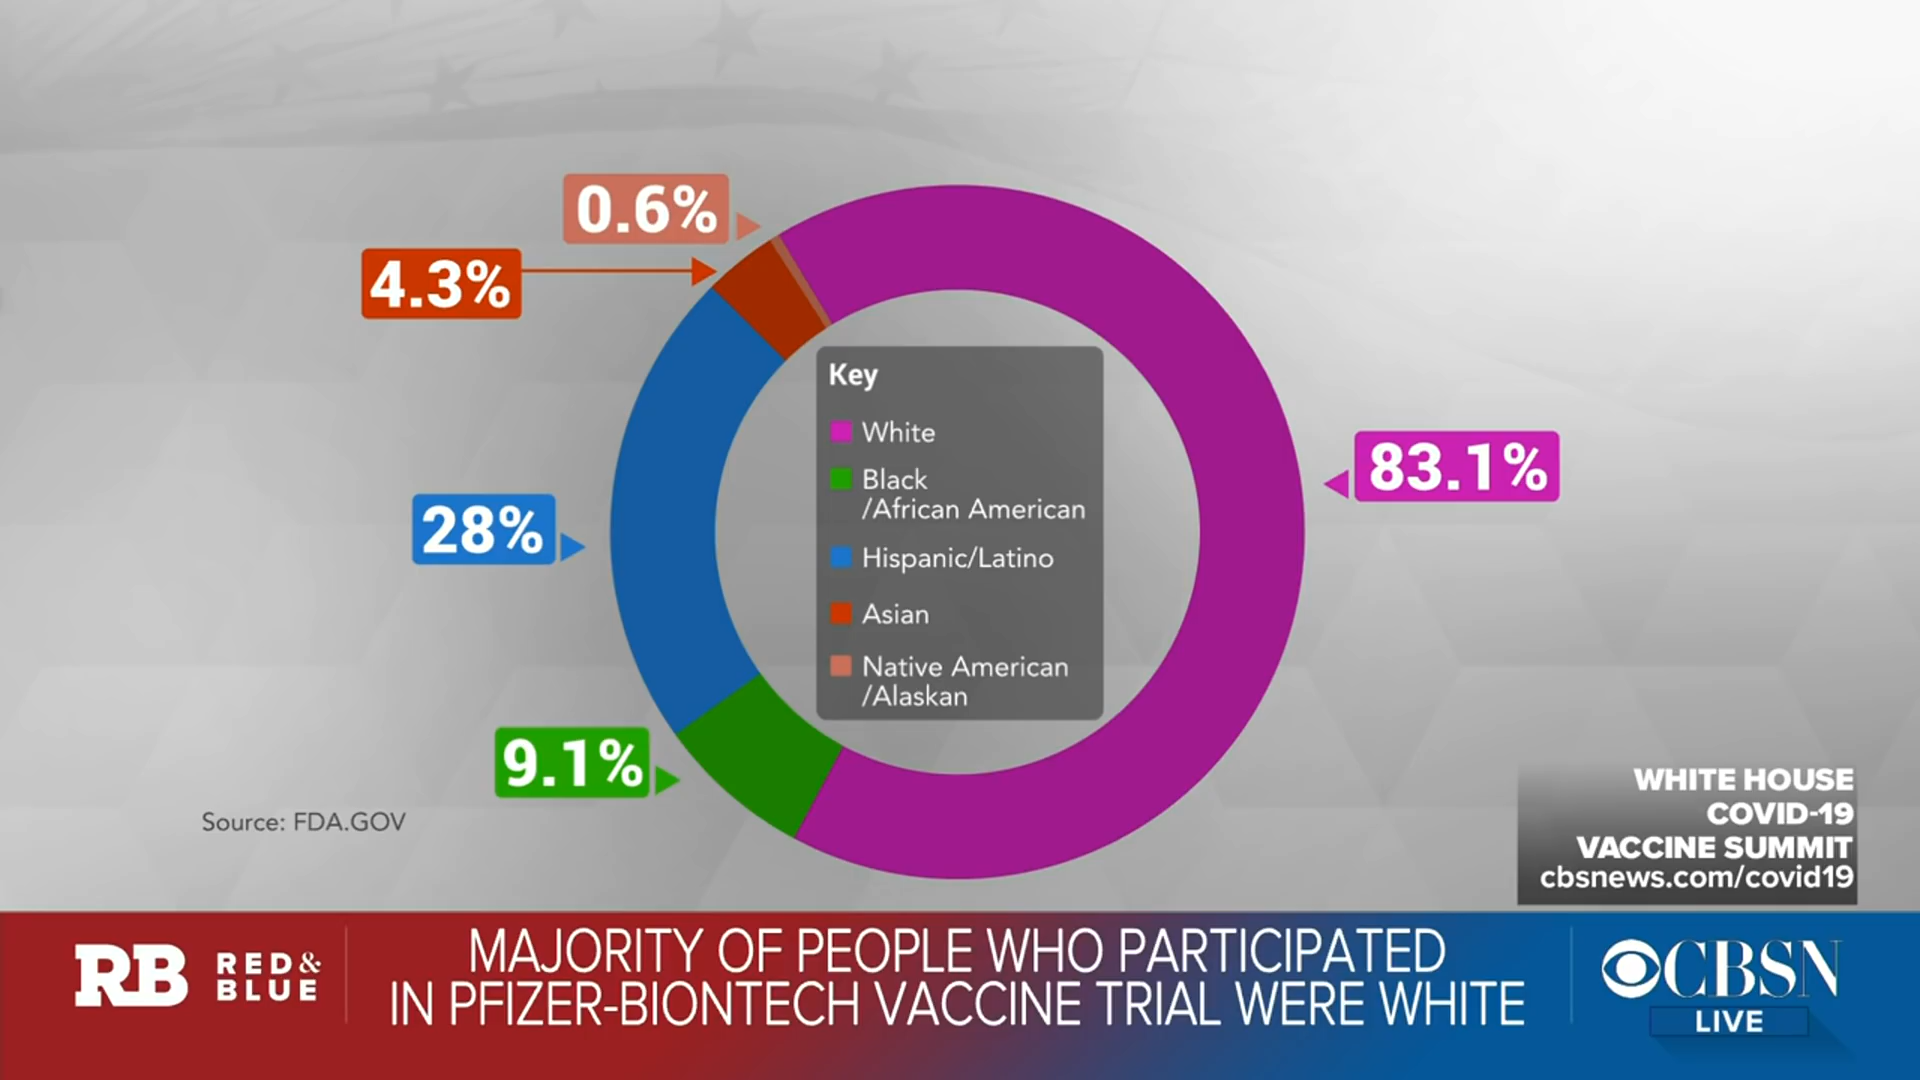 0.6%
4.3%
28%
9.1%
83.1%
Key
White
Black
/African American
Hispanic/Latino
Asian
Native American
/Alaskan
Source: FDA.GOV
WHITE HOUSE
COVID-19
VACCINE SUMMIT
cbsnews.com/covid19
RB
RED&
BLUE
MAJORITY OF PEOPLE WHO PARTICIPATED
IN PFIZER-BIONTECH VACCINE TRIAL WERE WHITE
CBSN
LIVE